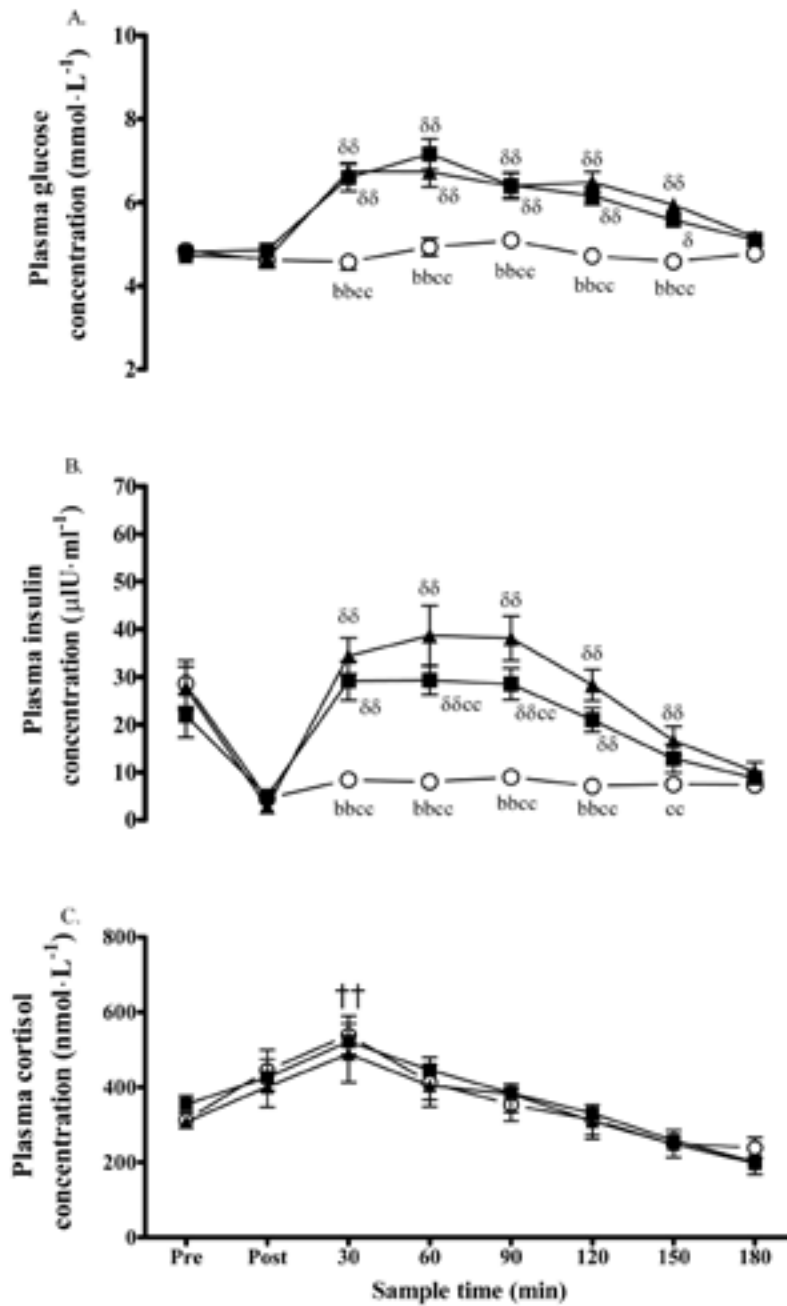 A.
Plasma glucose
concentration (mmol·L⁻¹)
10
8
6
4
2
δδ δδ δδ δδ δδ
δδ δδ δδ δδ δ
bbcc bbcc bbcc bbcc bbcc
B.
Plasma insulin
concentration (µIU·ml⁻¹)
70
60
50
40
30
20
10
0
δδ δδ δδ δδ δδ
δδ δδcc δδcc δδ
bbcc bbcc bbcc bbcc cc
C.
Plasma cortisol
concentration (nmol·L⁻¹)
800
600
400
200
0
††
Pre Post 30 60 90 120 150 180
Sample time (min)